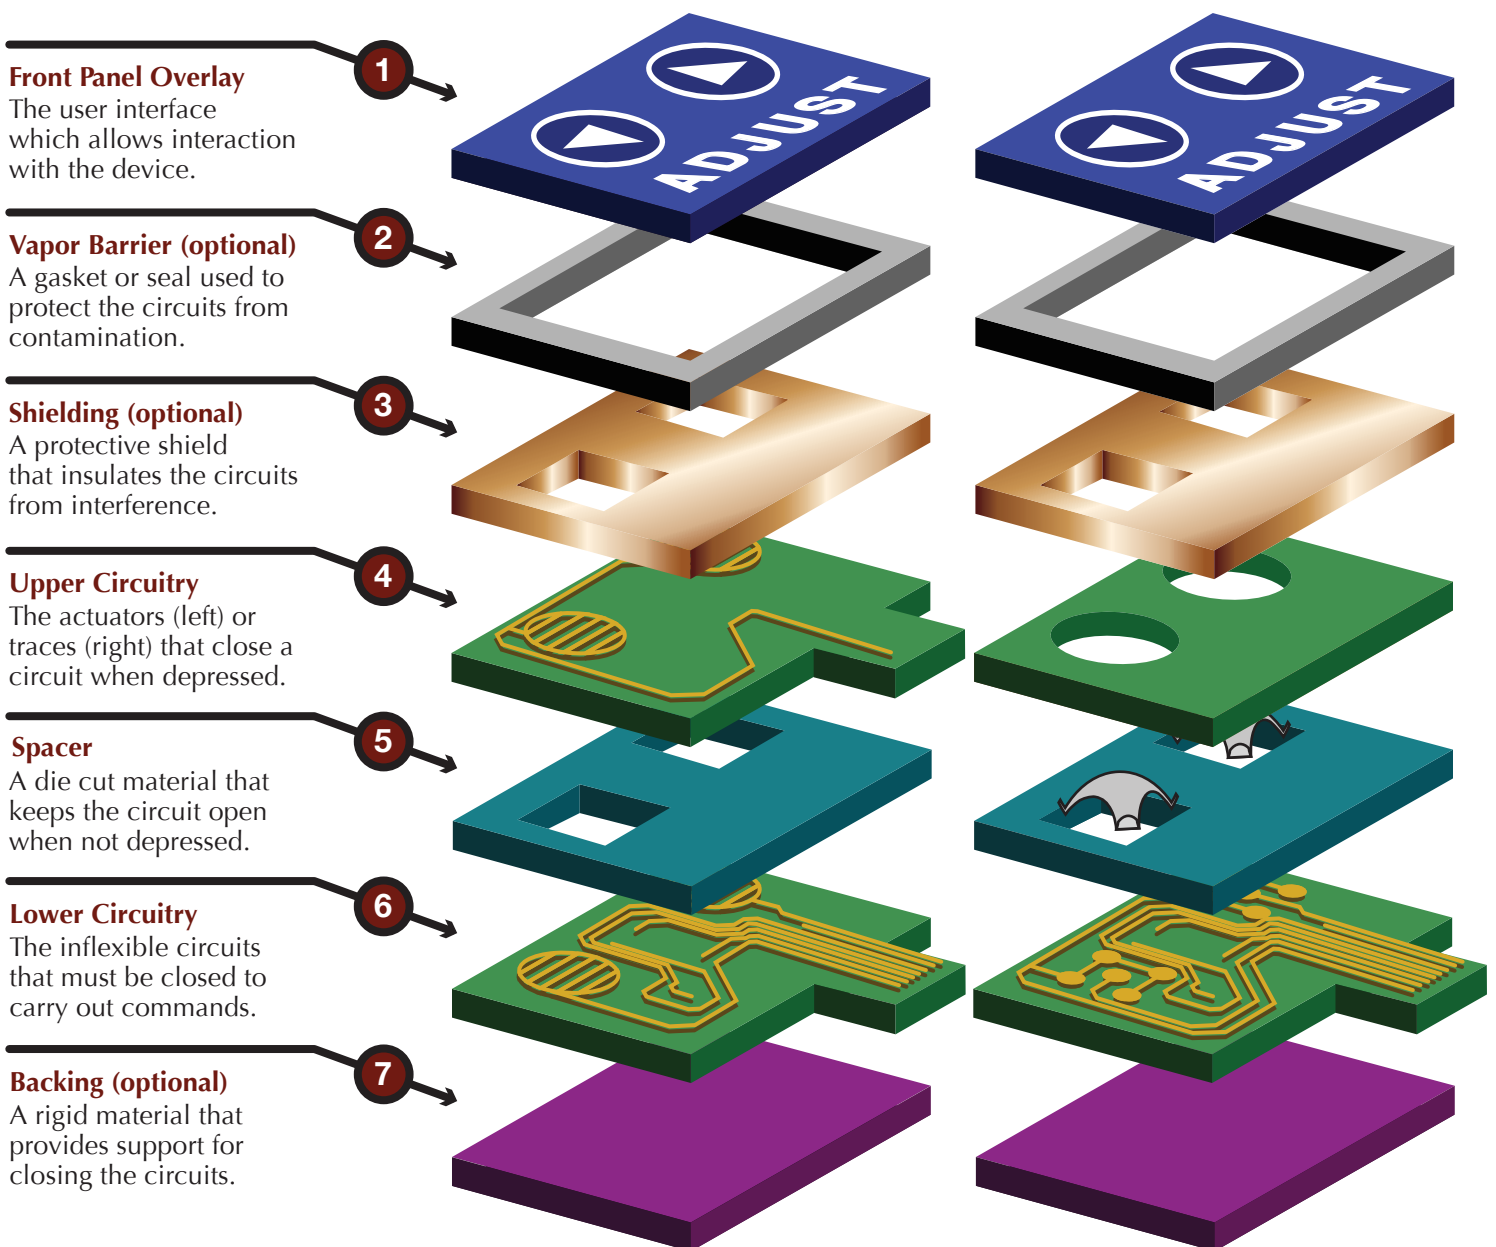 1
Front Panel Overlay
The user interface
which allows interaction
with the device.
2
Vapor Barrier (optional)
A gasket or seal used to
protect the circuits from
contamination.
3
Shielding (optional)
A protective shield
that insulates the circuits
from interference.
4
Upper Circuitry
The actuators (left) or
traces (right) that close a
circuit when depressed.
5
Spacer
A die cut material that
keeps the circuit open
when not depressed.
6
Lower Circuitry
The inflexible circuits
that must be closed to
carry out commands.
7
Backing (optional)
A rigid material that
provides support for
closing the circuits.
ADJUST
ADJUST